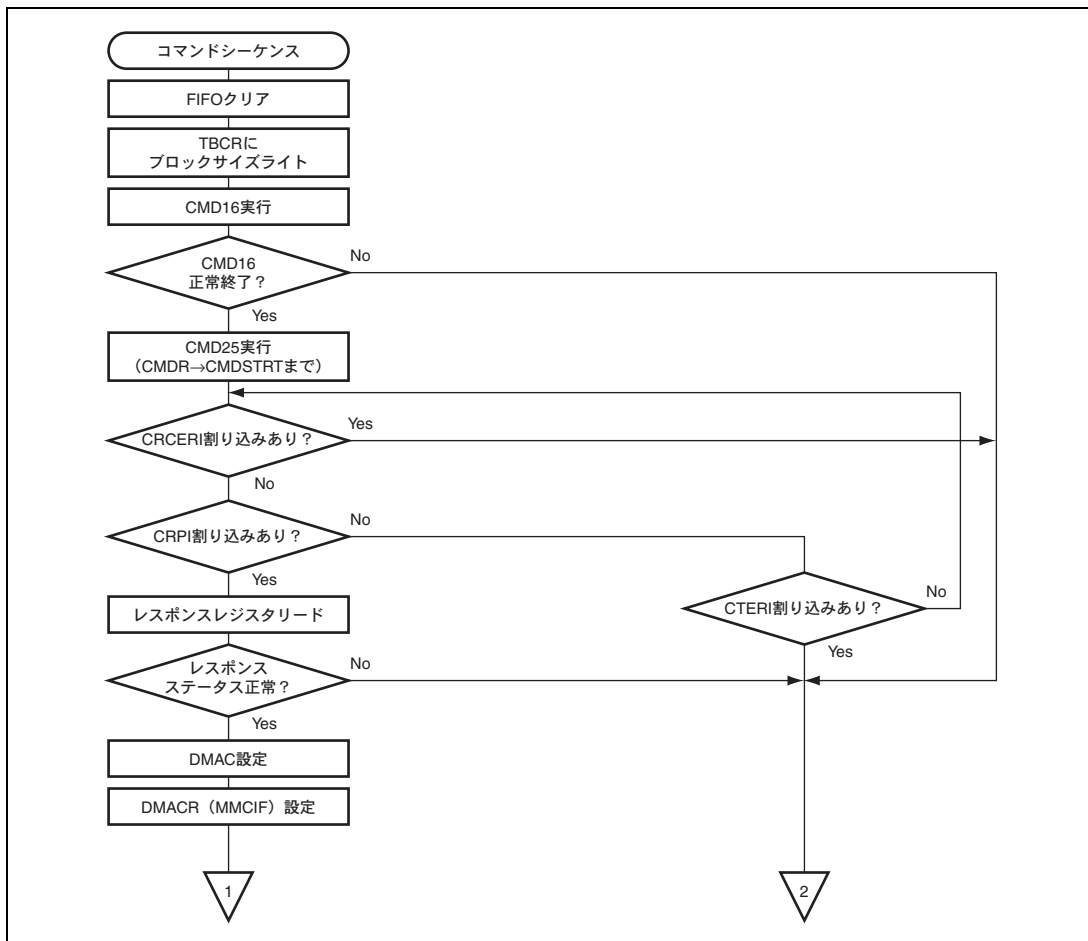 コマンドシーケンス
FIFOクリア
TBCRに
ブロックサイズライト
CMD16実行
CMD16
正常終了？
No
Yes
CMD25実行
（CMDR→CMDSTRTまで）
CRCERI割り込みあり？
Yes
No
CRPI割り込みあり？
No
Yes
CTERI割り込みあり？
No
Yes
レスポンスレジスタリード
レスポンス
ステータス正常？
No
Yes
DMAC設定
DMACR（MMCIF）設定
1
2